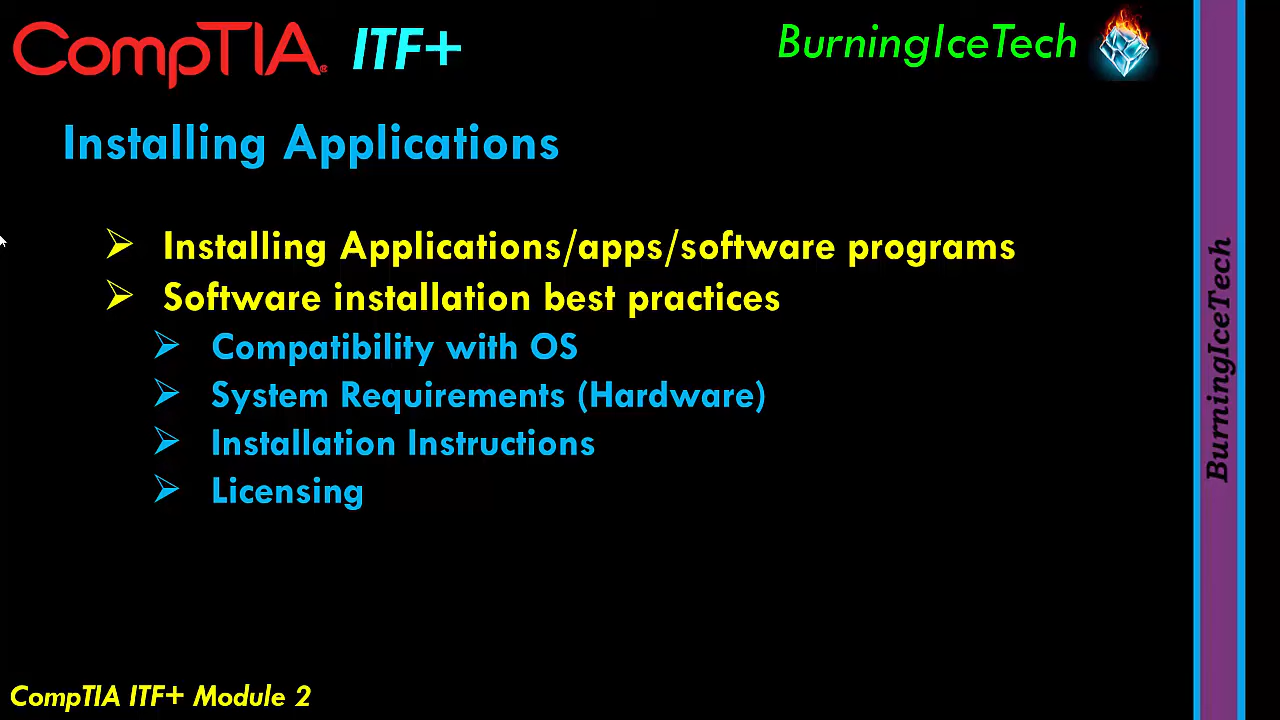 CompTIA® ITF+
BurningIceTech
Installing Applications
Installing Applications/apps/software programs
Software installation best practices
Compatibility with OS
System Requirements (Hardware)
Installation Instructions
Licensing
BurningIceTech
CompTIA ITF+ Module 2